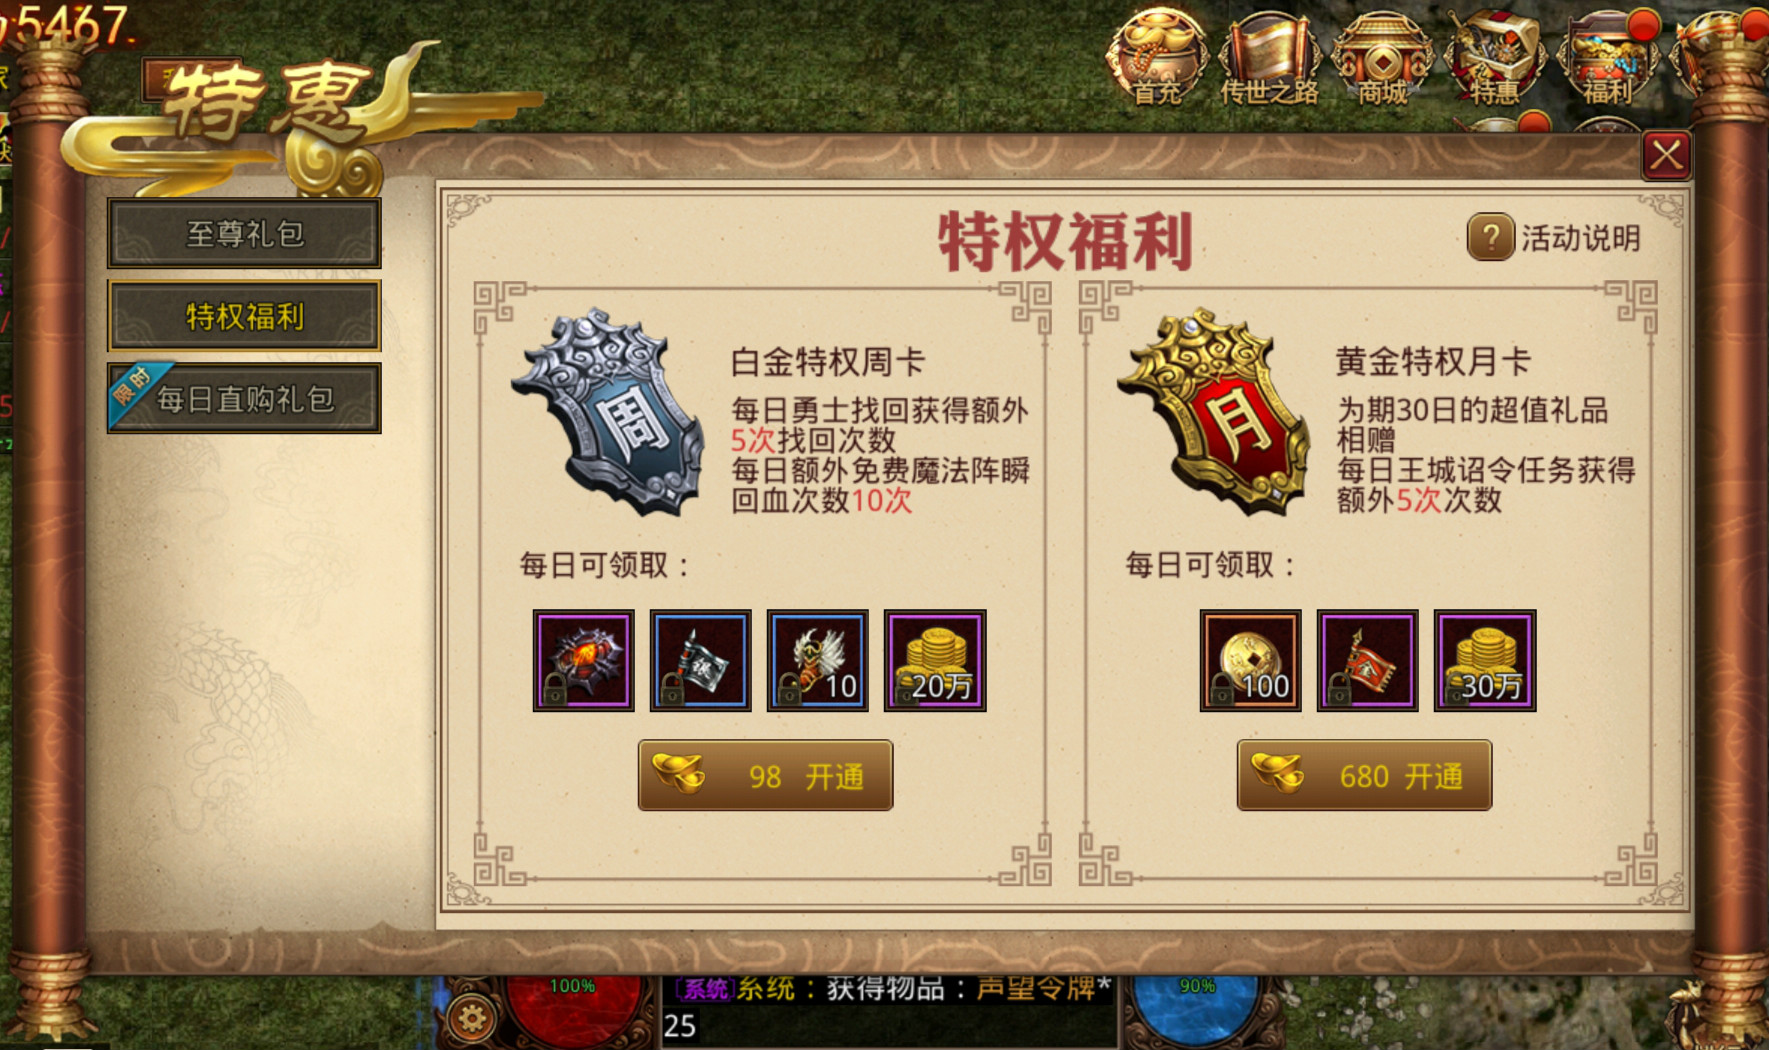 5467
首充
传世之路
商城
特惠
福利
特惠
至尊礼包
特权福利
限时
每日直购礼包
特权福利
? 活动说明
周
白金特权周卡
每日勇士找回获得额外
5次找回次数
每日额外免费魔法阵瞬
回血次数10次
每日可领取：
银
10
20万
98 开通
月
黄金特权月卡
为期30日的超值礼品
相赠
每日王城诏令任务获得
额外5次次数
每日可领取：
100
金
30万
680 开通
100%
[系统]系统：获得物品：声望令牌*
25
90%